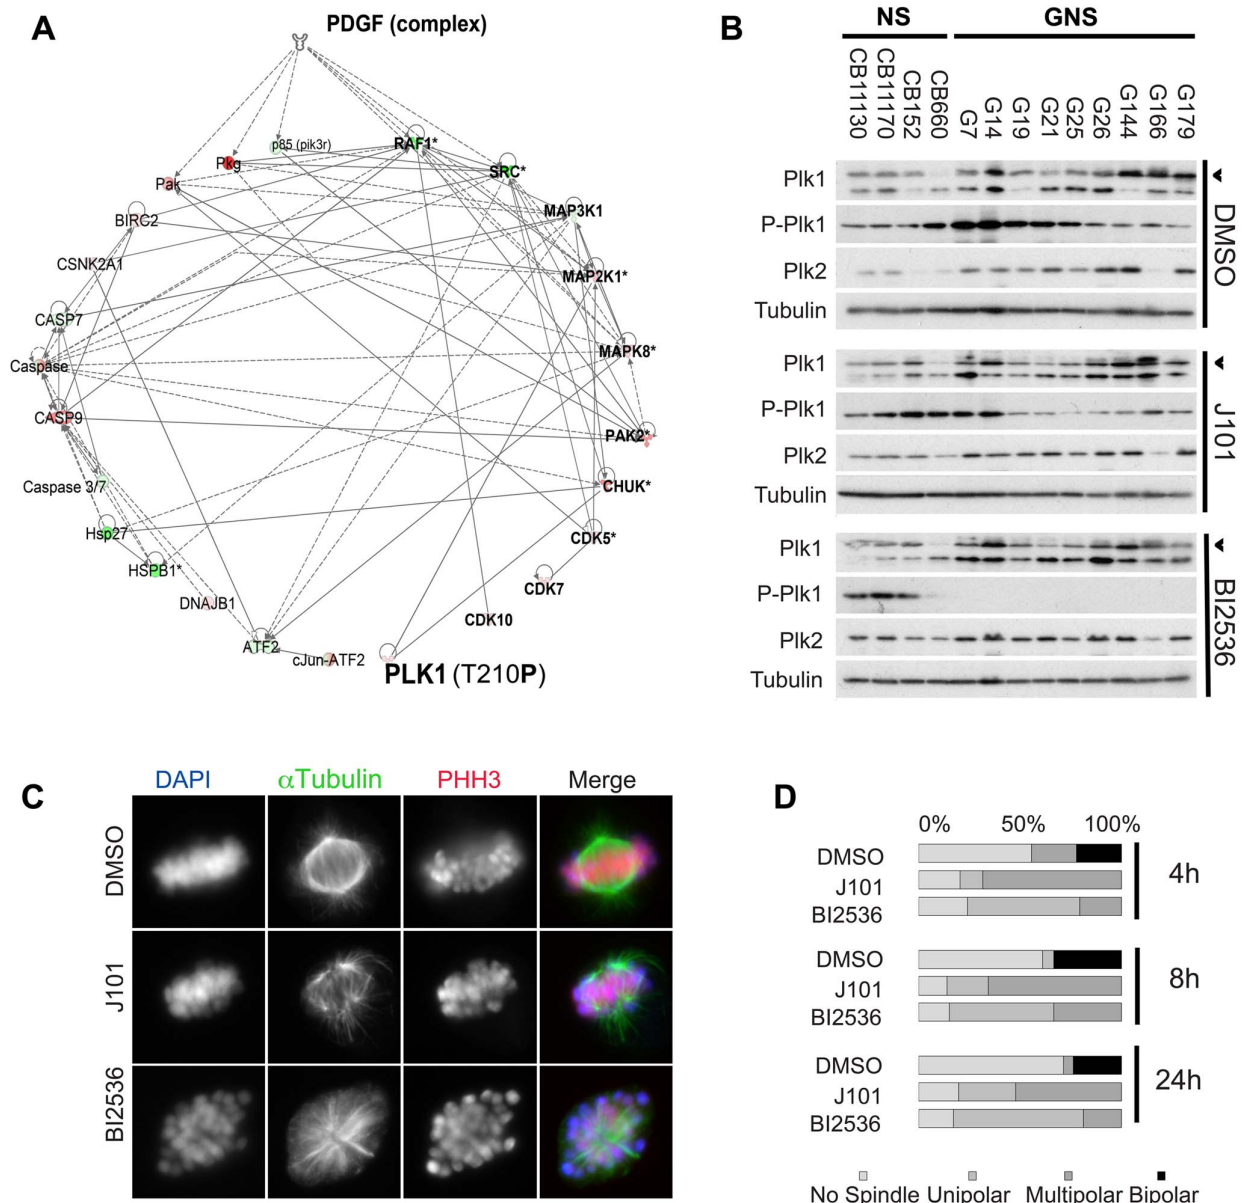 A
PDGF (complex)
p85 (pik3r)
RAF1*
Pkg
SRC*
Pak
MAP3K1
BIRC2
CSNK2A1
MAP2K1*
CASP7
MAPK8*
Caspase
CASP9
PAK2*
Caspase 3/7
CHUK*
Hsp27
CDK5*
HSPB1*
CDK7
DNAJB1
CDK10
ATF2
cJun-ATF2
PLK1 (T210P)
B
NS
GNS
CB11130
CB11170
CB152
CB660
G7
G14
G19
G21
G25
G26
G144
G166
G179
Plk1
P-Plk1
Plk2
Tubulin
DMSO
Plk1
P-Plk1
Plk2
Tubulin
J101
Plk1
P-Plk1
Plk2
Tubulin
BI2536
C
DAPI
αTubulin
PHH3
Merge
DMSO
J101
BI2536
D
0%
50%
100%
DMSO
J101
BI2536
4h
DMSO
J101
BI2536
8h
DMSO
J101
BI2536
24h
No Spindle
Unipolar
Multipolar
Bipolar